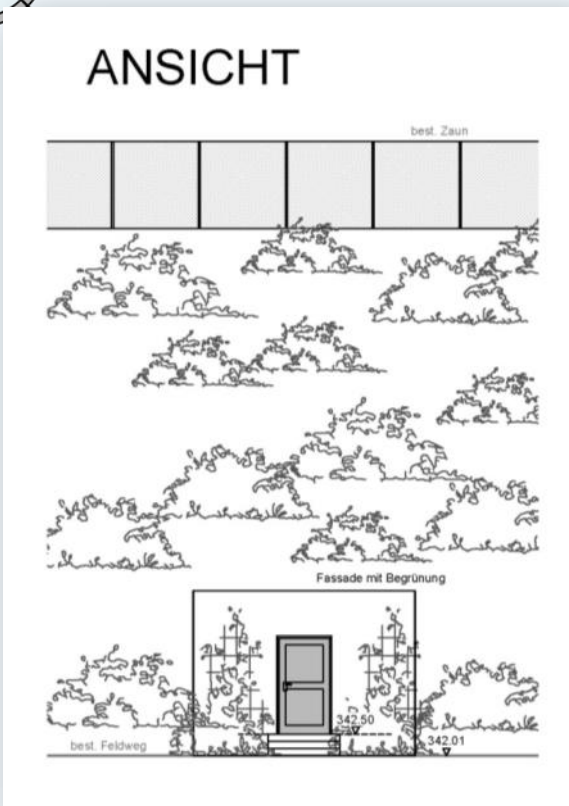 ANSICHT
best. Zaun
Fassade mit Begrünung
342.50
342.01
best. Feldweg